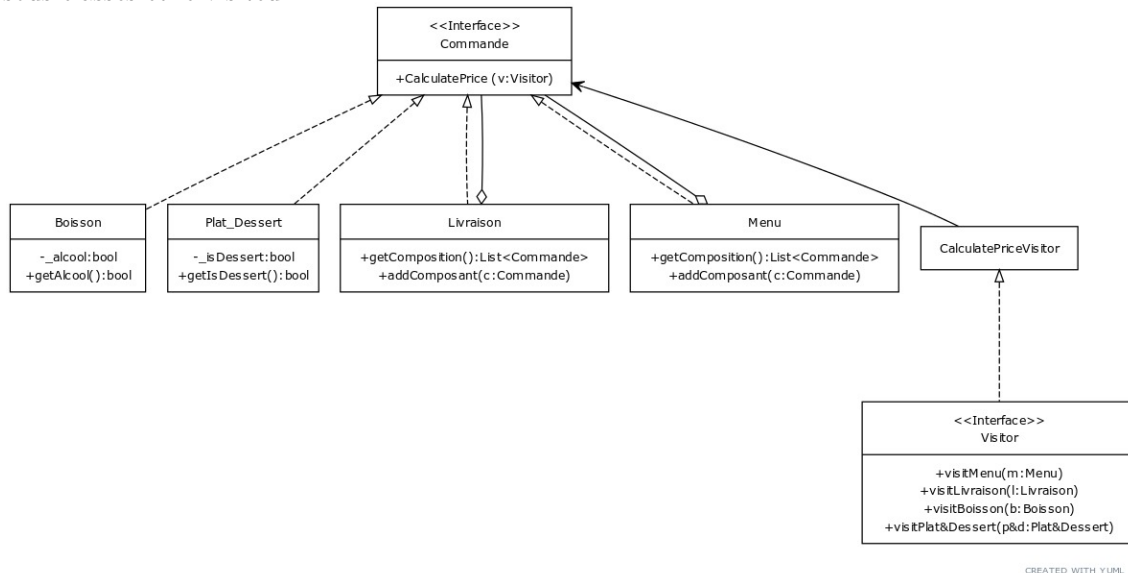 <<Interface>>
Commande
+CalculatePrice (v:Visitor)
Boisson
-_alcool:bool
+getAlcool():bool
Plat_Dessert
-_isDessert:bool
+getIsDessert():bool
Livraison
+getComposition():List<Commande>
+addComposant(c:Commande)
Menu
+getComposition():List<Commande>
+addComposant(c:Commande)
CalculatePriceVisitor
<<Interface>>
Visitor
+visitMenu(m:Menu)
+visitLivraison(l:Livraison)
+visitBoisson(b:Boisson)
+visitPlat&Dessert(p&d:Plat&Dessert)
CREATED WITH YUML